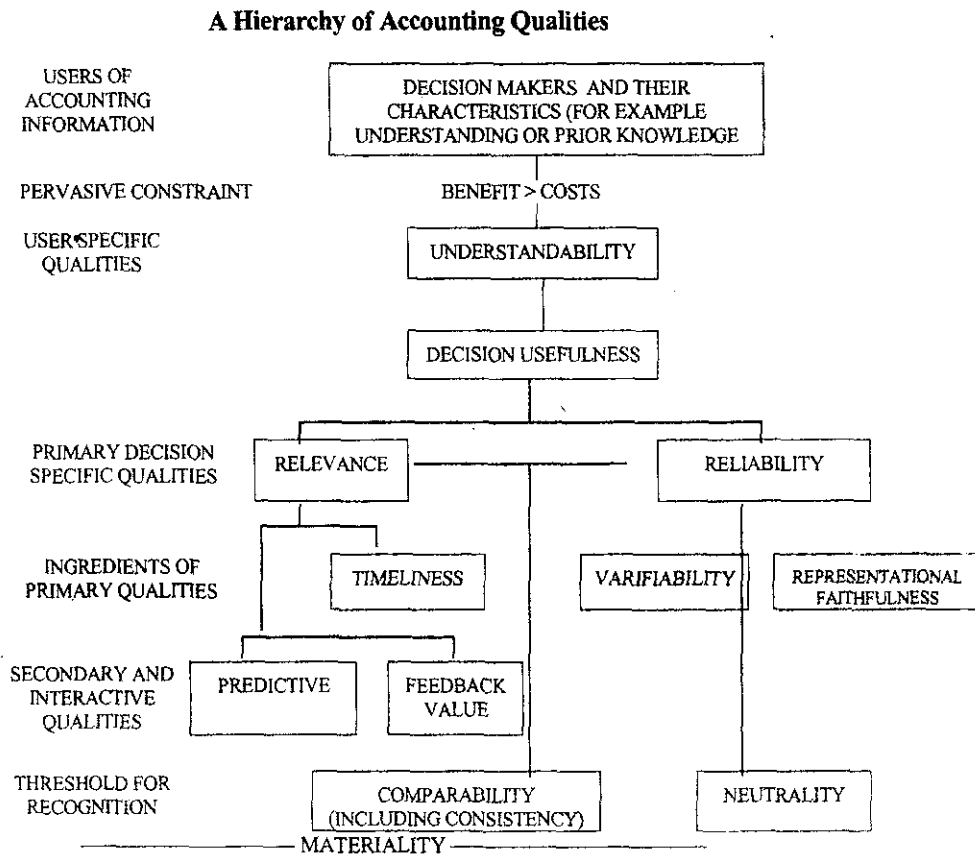 A Hierarchy of Accounting Qualities
USERS OF
ACCOUNTING
INFORMATION
DECISION MAKERS AND THEIR
CHARACTERISTICS (FOR EXAMPLE
UNDERSTANDING OR PRIOR KNOWLEDGE
PERVASIVE CONSTRAINT
BENEFIT > COSTS
USER SPECIFIC
QUALITIES
UNDERSTANDABILITY
DECISION USEFULNESS
PRIMARY DECISION
SPECIFIC QUALITIES
RELEVANCE
RELIABILITY
INGREDIENTS OF
PRIMARY QUALITIES
TIMELINESS
VARIFIABILITY
REPRESENTATIONAL
FAITHFULNESS
SECONDARY AND
INTERACTIVE
QUALITIES
PREDICTIVE
FEEDBACK
VALUE
THRESHOLD FOR
RECOGNITION
COMPARABILITY
(INCLUDING CONSISTENCY)
NEUTRALITY
MATERIALITY